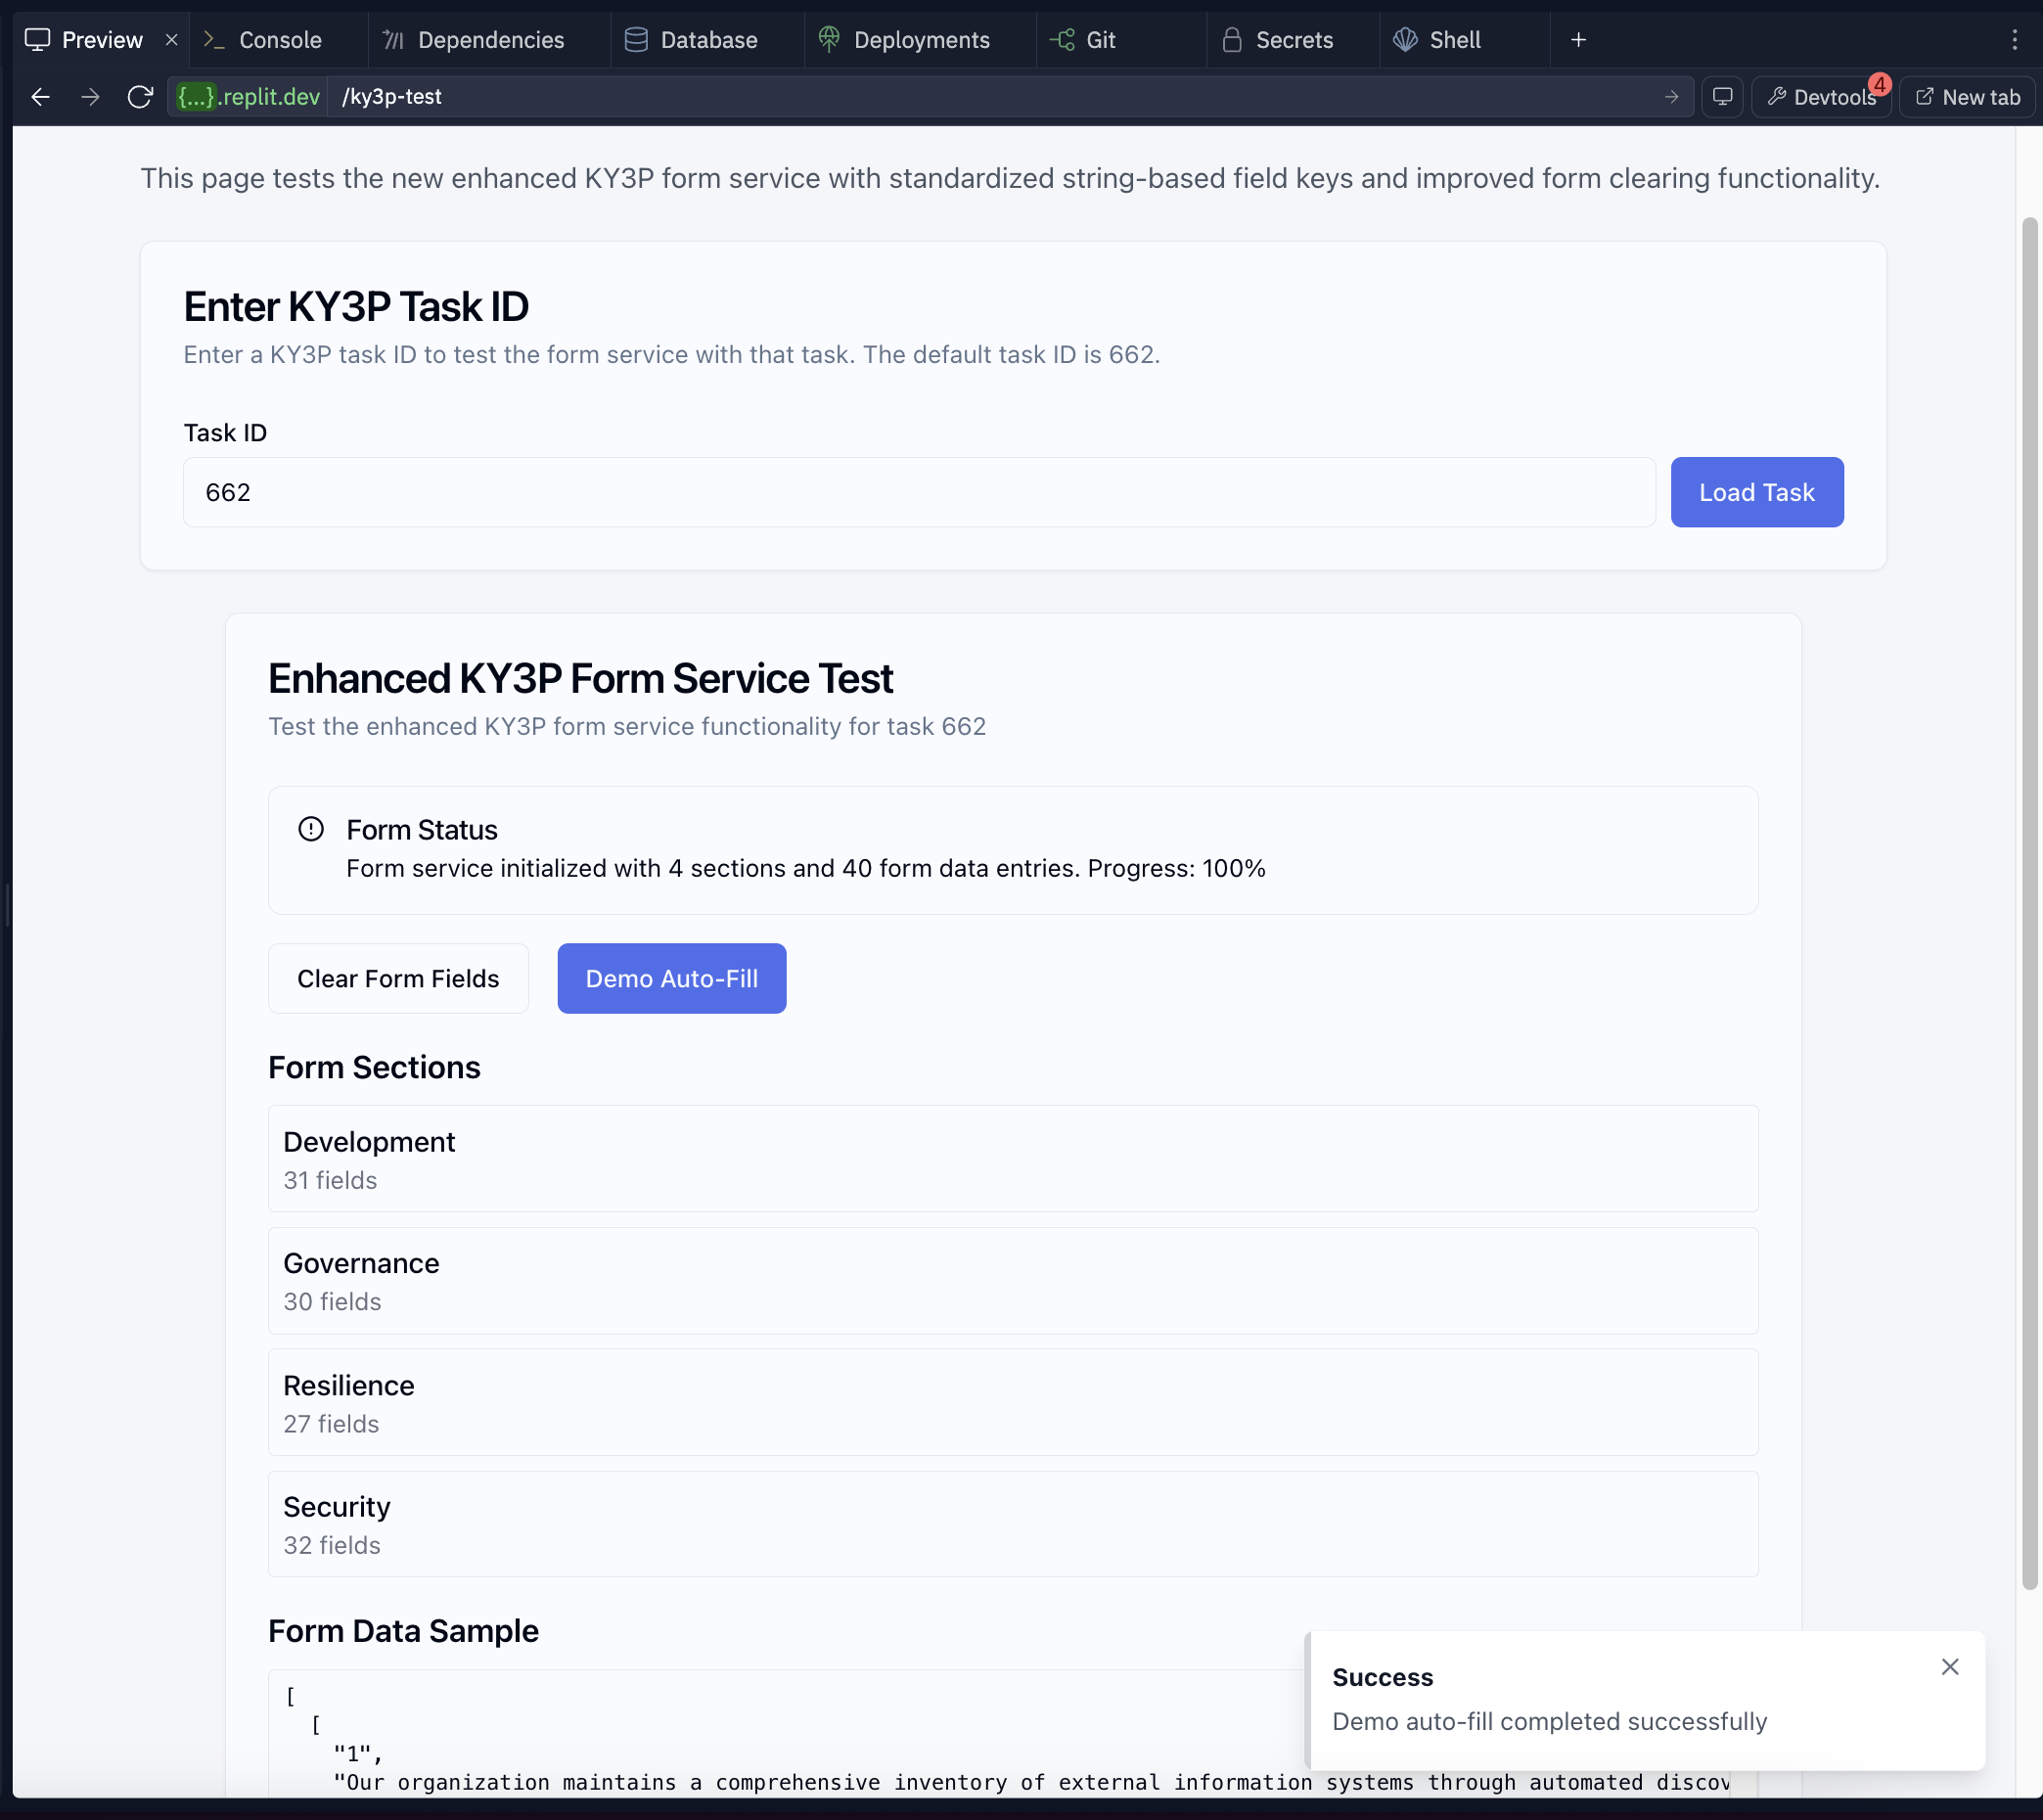 Preview
Console
Dependencies
Database
Deployments
Git
Secrets
Shell
{...}.replit.dev
/ky3p-test
Devtools
4
New tab
This page tests the new enhanced KY3P form service with standardized string-based field keys and improved form clearing functionality.
Enter KY3P Task ID
Enter a KY3P task ID to test the form service with that task. The default task ID is 662.
Task ID
662
Load Task
Enhanced KY3P Form Service Test
Test the enhanced KY3P form service functionality for task 662
Form Status
Form service initialized with 4 sections and 40 form data entries. Progress: 100%
Clear Form Fields
Demo Auto-Fill
Form Sections
Development
31 fields
Governance
30 fields
Resilience
27 fields
Security
32 fields
Form Data Sample
[
[
"1",
"Our organization maintains a comprehensive inventory of external information systems through automated discov
Success
Demo auto-fill completed successfully